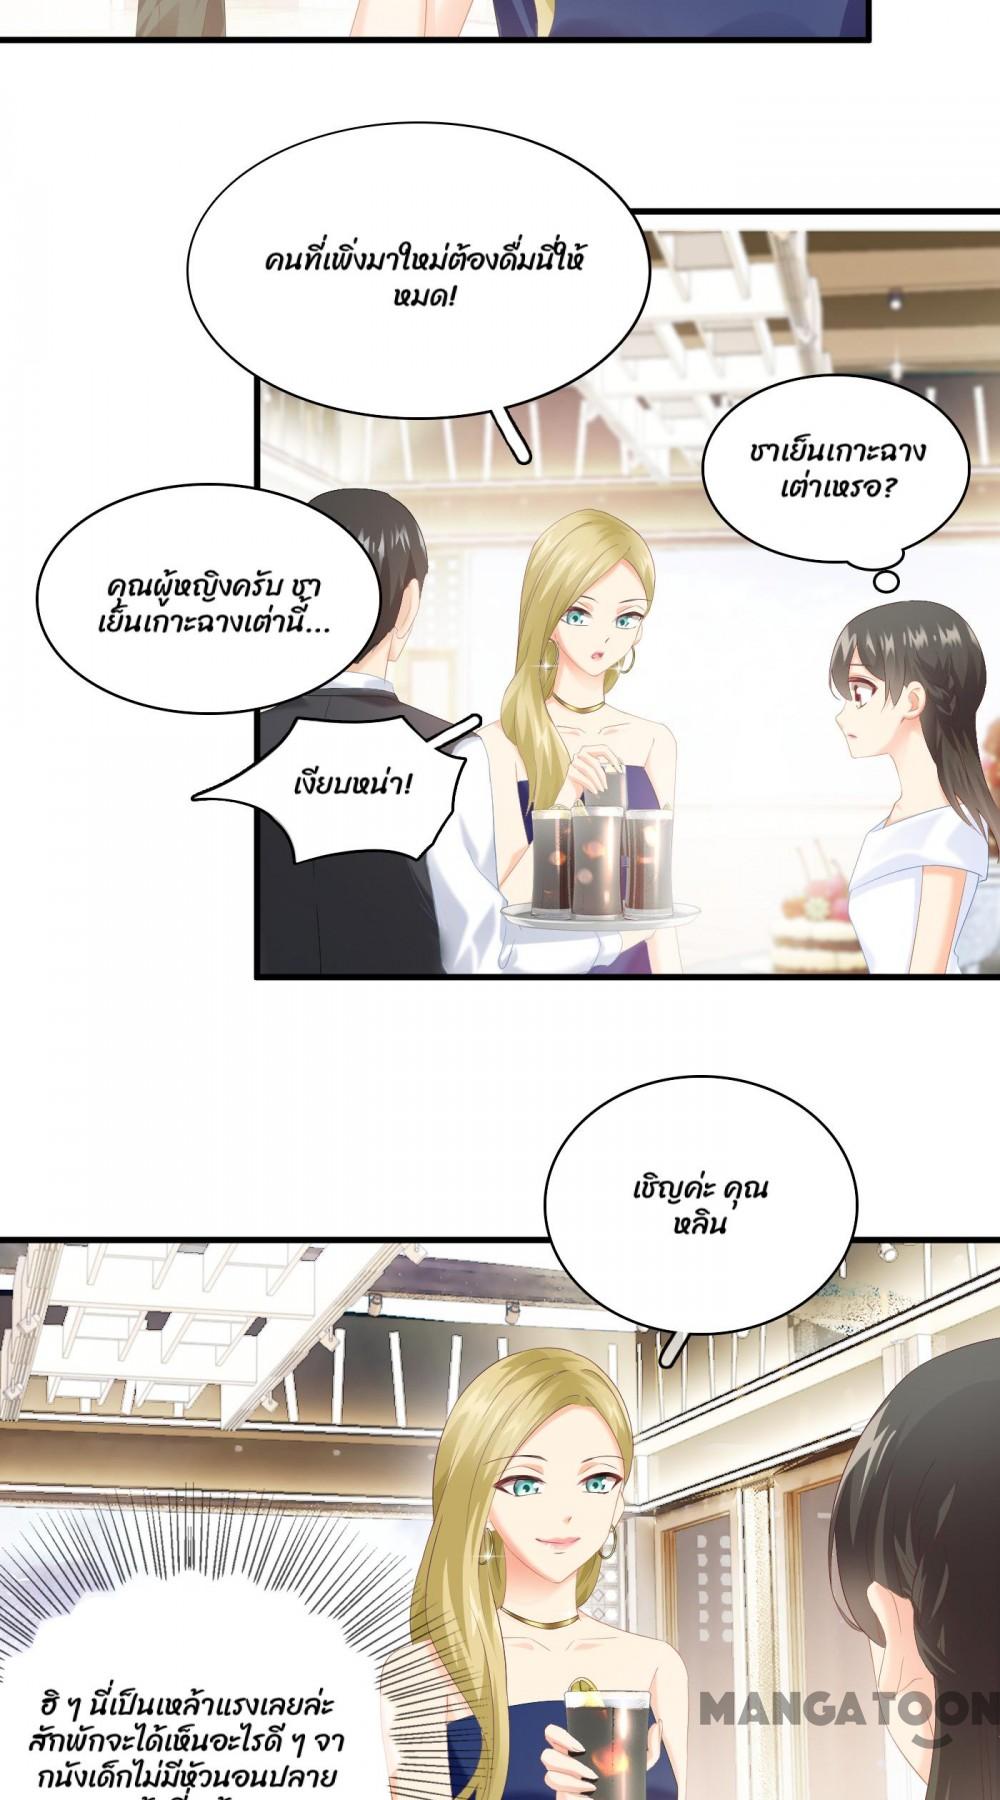 คนที่เพิ่งมาใหม่ต้องดื่มนี่ให้
หมด!
ชาเย็นเกาะฉาง
เต่าเหรอ?
คุณผู้หญิงครับ ชา
เย็นเกาะฉางเต่านี้...
เงียบหน่า!
เชิญค่ะ คุณ
หลิน
ฮิ ๆ นี่เป็นเหล้าแรงเลยล่ะ
สักพักจะได้เห็นอะไรดี ๆ จา
กนังเด็กไม่มีหัวนอนปลาย
MANGATOON